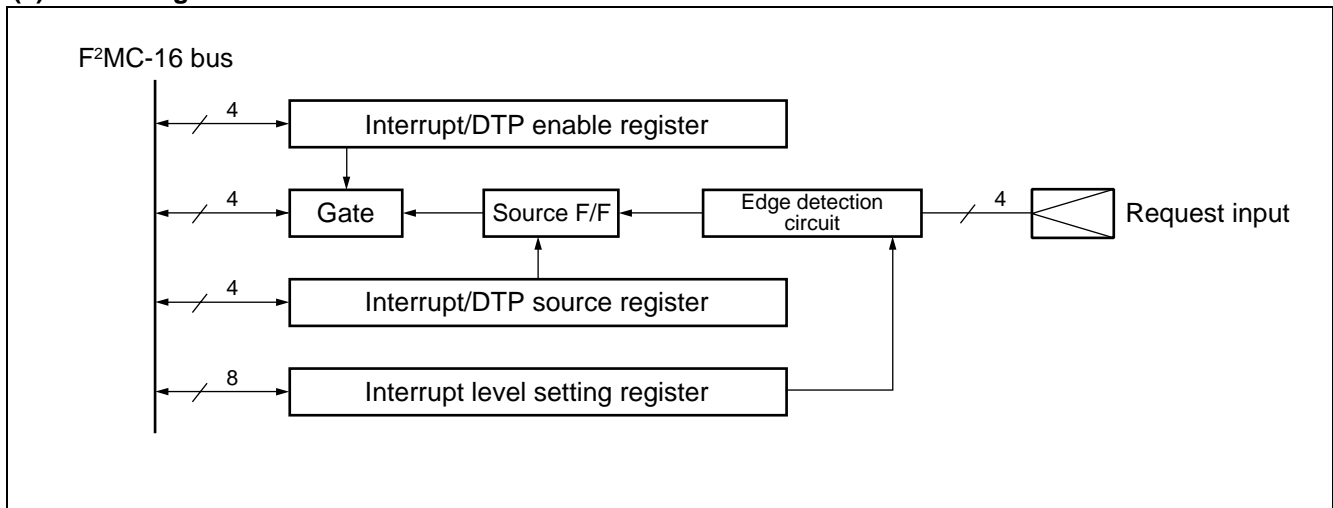 F²MC-16 bus
4
Interrupt/DTP enable register
4
Gate
Source F/F
Edge detection
circuit
4
Request input
4
Interrupt/DTP source register
8
Interrupt level setting register